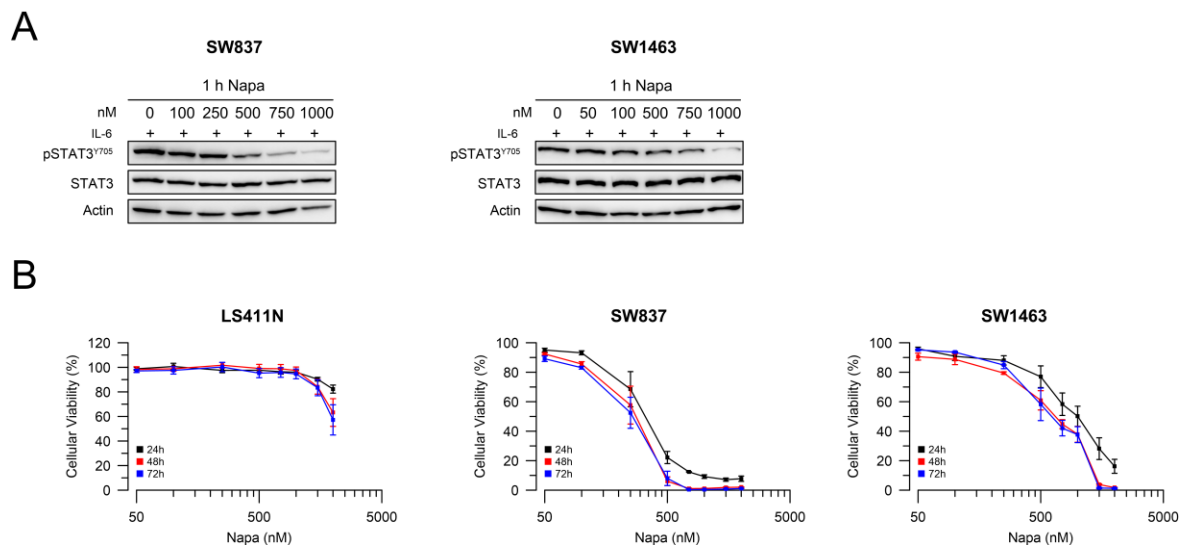 A
SW837
SW1463
1 h Napa
1 h Napa
nM 0 100 250 500 750 1000
nM 0 50 100 500 750 1000
IL-6 + + + + + +
IL-6 + + + + + +
pSTAT3Y705
pSTAT3Y705
STAT3
STAT3
Actin
Actin
B
LS411N
SW837
SW1463
Cellular Viability (%)
120
100
80
60
40
20
0
24h
48h
72h
50 500 5000
Napa (nM)
Cellular Viability (%)
100
80
60
40
20
0
24h
48h
72h
50 500 5000
Napa (nM)
Cellular Viability (%)
100
80
60
40
20
0
24h
48h
72h
50 500 5000
Napa (nM)